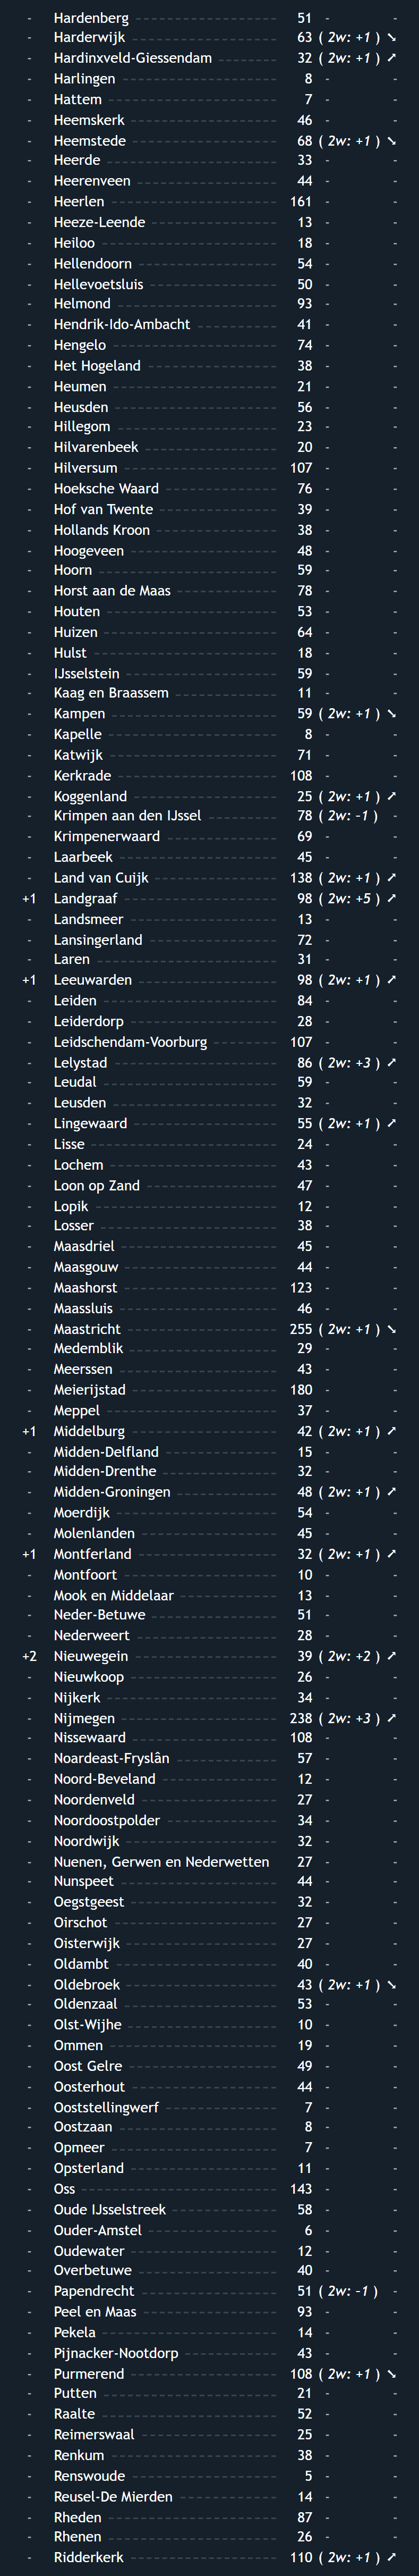 - Hardenberg 51 - -
- Harderwijk 63 ( 2w: +1 ) ↘
- Hardinxveld-Giessendam 32 ( 2w: +1 ) ↗
- Harlingen 8 - -
- Hattem 7 - -
- Heemskerk 46 - -
- Heemstede 68 ( 2w: +1 ) ↘
- Heerde 33 - -
- Heerenveen 44 - -
- Heerlen 161 - -
- Heeze-Leende 13 - -
- Heiloo 18 - -
- Hellendoorn 54 - -
- Hellevoetsluis 50 - -
- Helmond 93 - -
- Hendrik-Ido-Ambacht 41 - -
- Hengelo 74 - -
- Het Hogeland 38 - -
- Heumen 21 - -
- Heusden 56 - -
- Hillegom 23 - -
- Hilvarenbeek 20 - -
- Hilversum 107 - -
- Hoeksche Waard 76 - -
- Hof van Twente 39 - -
- Hollands Kroon 38 - -
- Hoogeveen 48 - -
- Hoorn 59 - -
- Horst aan de Maas 78 - -
- Houten 53 - -
- Huizen 64 - -
- Hulst 18 - -
- IJsselstein 59 - -
- Kaag en Braassem 11 - -
- Kampen 59 ( 2w: +1 ) ↘
- Kapelle 8 - -
- Katwijk 71 - -
- Kerkrade 108 - -
- Koggenland 25 ( 2w: +1 ) ↗
- Krimpen aan den IJssel 78 ( 2w: -1 ) -
- Krimpenerwaard 69 - -
- Laarbeek 45 - -
- Land van Cuijk 138 ( 2w: +1 ) ↗
+1 Landgraaf 98 ( 2w: +5 ) ↗
- Landsmeer 13 - -
- Lansingerland 72 - -
- Laren 31 - -
+1 Leeuwarden 98 ( 2w: +1 ) ↗
- Leiden 84 - -
- Leiderdorp 28 - -
- Leidschendam-Voorburg 107 - -
- Lelystad 86 ( 2w: +3 ) ↗
- Leudal 59 - -
- Leusden 32 - -
- Lingewaard 55 ( 2w: +1 ) ↗
- Lisse 24 - -
- Lochem 43 - -
- Loon op Zand 47 - -
- Lopik 12 - -
- Losser 38 - -
- Maasdriel 45 - -
- Maasgouw 44 - -
- Maashorst 123 - -
- Maassluis 46 - -
- Maastricht 255 ( 2w: +1 ) ↘
- Medemblik 29 - -
- Meerssen 43 - -
- Meierijstad 180 - -
- Meppel 37 - -
+1 Middelburg 42 ( 2w: +1 ) ↗
- Midden-Delfland 15 - -
- Midden-Drenthe 32 - -
- Midden-Groningen 48 ( 2w: +1 ) ↗
- Moerdijk 54 - -
- Molenlanden 45 - -
+1 Montferland 32 ( 2w: +1 ) ↗
- Montfoort 10 - -
- Mook en Middelaar 13 - -
- Neder-Betuwe 51 - -
- Nederweert 28 - -
+2 Nieuwegein 39 ( 2w: +2 ) ↗
- Nieuwkoop 26 - -
- Nijkerk 34 - -
- Nijmegen 238 ( 2w: +3 ) ↗
- Nissewaard 108 - -
- Noardeast-Fryslân 57 - -
- Noord-Beveland 12 - -
- Noordenveld 27 - -
- Noordoostpolder 34 - -
- Noordwijk 32 - -
- Nuenen, Gerwen en Nederwetten 27 - -
- Nunspeet 44 - -
- Oegstgeest 32 - -
- Oirschot 27 - -
- Oisterwijk 27 - -
- Oldambt 40 - -
- Oldebroek 43 ( 2w: +1 ) ↘
- Oldenzaal 53 - -
- Olst-Wijhe 10 - -
- Ommen 19 - -
- Oost Gelre 49 - -
- Oosterhout 44 - -
- Ooststellingwerf 7 - -
- Oostzaan 8 - -
- Opmeer 7 - -
- Opsterland 11 - -
- Oss 143 - -
- Oude IJsselstreek 58 - -
- Ouder-Amstel 6 - -
- Oudewater 12 - -
- Overbetuwe 40 - -
- Papendrecht 51 ( 2w: -1 ) -
- Peel en Maas 93 - -
- Pekela 14 - -
- Pijnacker-Nootdorp 43 - -
- Purmerend 108 ( 2w: +1 ) ↘
- Putten 21 - -
- Raalte 52 - -
- Reimerswaal 25 - -
- Renkum 38 - -
- Renswoude 5 - -
- Reusel-De Mierden 14 - -
- Rheden 87 - -
- Rhenen 26 - -
- Ridderkerk 110 ( 2w: +1 ) ↗